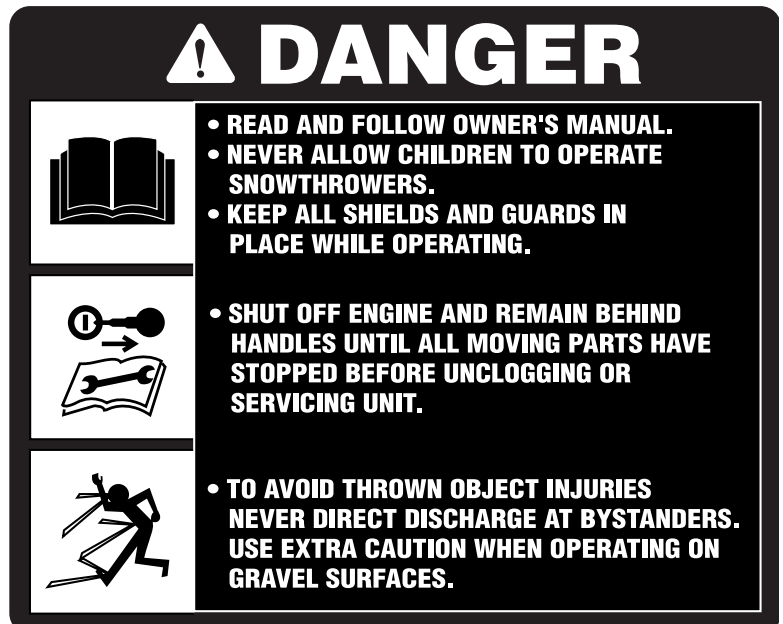 DANGER
• READ AND FOLLOW OWNER'S MANUAL.
• NEVER ALLOW CHILDREN TO OPERATE
SNOWTHROWERS.
• KEEP ALL SHIELDS AND GUARDS IN
PLACE WHILE OPERATING.
• SHUT OFF ENGINE AND REMAIN BEHIND
HANDLES UNTIL ALL MOVING PARTS HAVE
STOPPED BEFORE UNCLOGGING OR
SERVICING UNIT.
• TO AVOID THROWN OBJECT INJURIES
NEVER DIRECT DISCHARGE AT BYSTANDERS.
USE EXTRA CAUTION WHEN OPERATING ON
GRAVEL SURFACES.